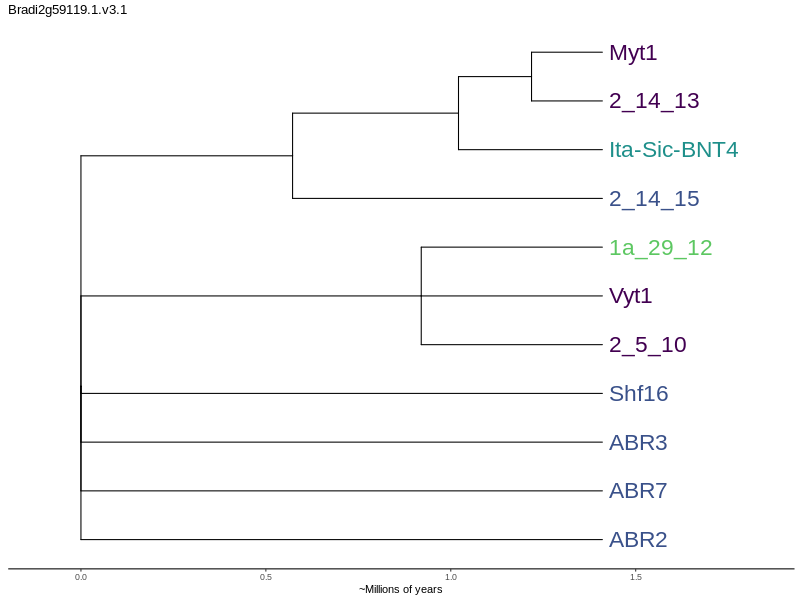 Bradi2g59119.1.v3.1
Myt1
2_14_13
Ita-Sic-BNT4
2_14_15
1a_29_12
Vyt1
2_5_10
Shf16
ABR3
ABR7
ABR2
0.0 0.5 1.0 1.5
~Millions of years